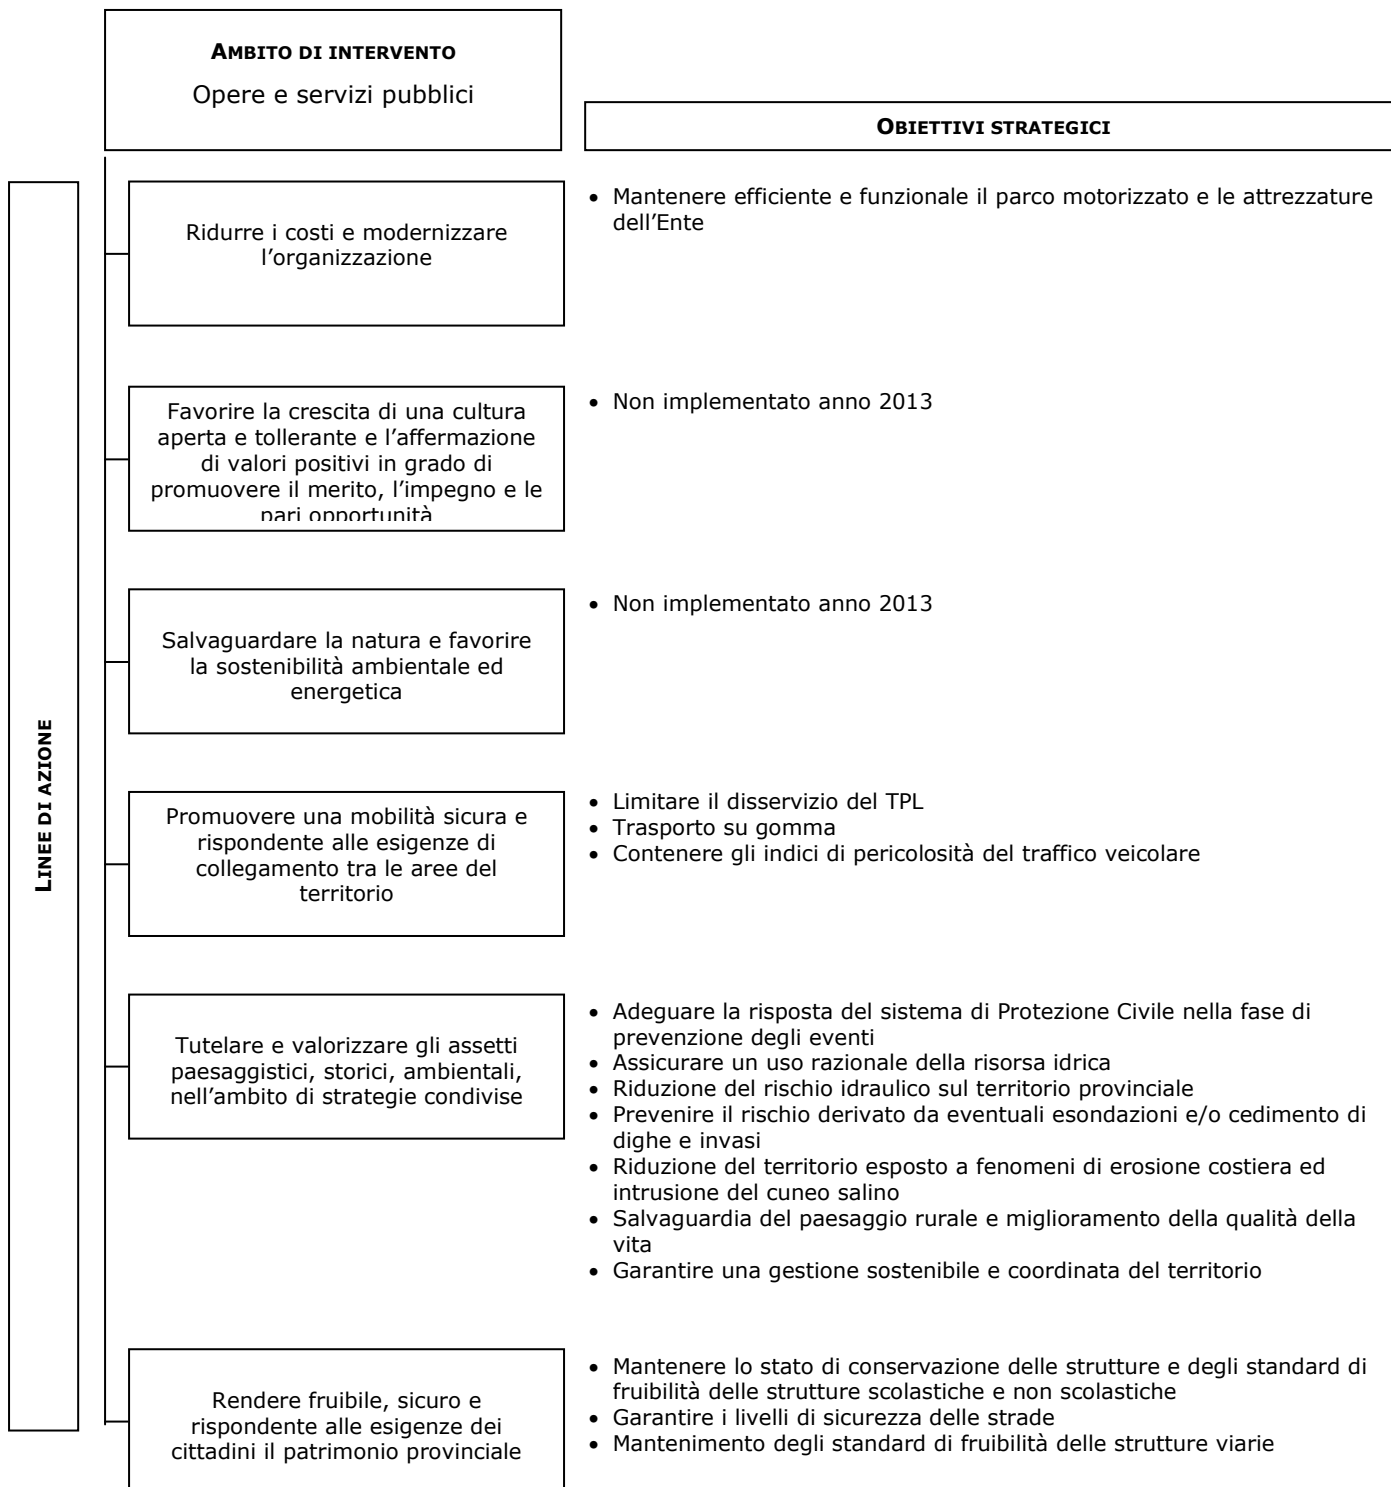 AMBITO DI INTERVENTO
Opere e servizi pubblici
OBIETTIVI STRATEGICI
LINEE DI AZIONE
Ridurre i costi e modernizzare
l'organizzazione
• Mantenere efficiente e funzionale il parco motorizzato e le attrezzature
dell'Ente
Favorire la crescita di una cultura
aperta e tollerante e l'affermazione
di valori positivi in grado di
promuovere il merito, l'impegno e le
pari opportunità
• Non implementato anno 2013
Salvaguardare la natura e favorire
la sostenibilità ambientale ed
energetica
• Non implementato anno 2013
Promuovere una mobilità sicura e
rispondente alle esigenze di
collegamento tra le aree del
territorio
• Limitare il disservizio del TPL
• Trasporto su gomma
• Contenere gli indici di pericolosità del traffico veicolare
Tutelare e valorizzare gli assetti
paesaggistici, storici, ambientali,
nell'ambito di strategie condivise
• Adeguare la risposta del sistema di Protezione Civile nella fase di
prevenzione degli eventi
• Assicurare un uso razionale della risorsa idrica
• Riduzione del rischio idraulico sul territorio provinciale
• Prevenire il rischio derivato da eventuali esondazioni e/o cedimento di
dighe e invasi
• Riduzione del territorio esposto a fenomeni di erosione costiera ed
intrusione del cuneo salino
• Salvaguardia del paesaggio rurale e miglioramento della qualità della
vita
• Garantire una gestione sostenibile e coordinata del territorio
Rendere fruibile, sicuro e
rispondente alle esigenze dei
cittadini il patrimonio provinciale
• Mantenere lo stato di conservazione delle strutture e degli standard di
fruibilità delle strutture scolastiche e non scolastiche
• Garantire i livelli di sicurezza delle strade
• Mantenimento degli standard di fruibilità delle strutture viarie